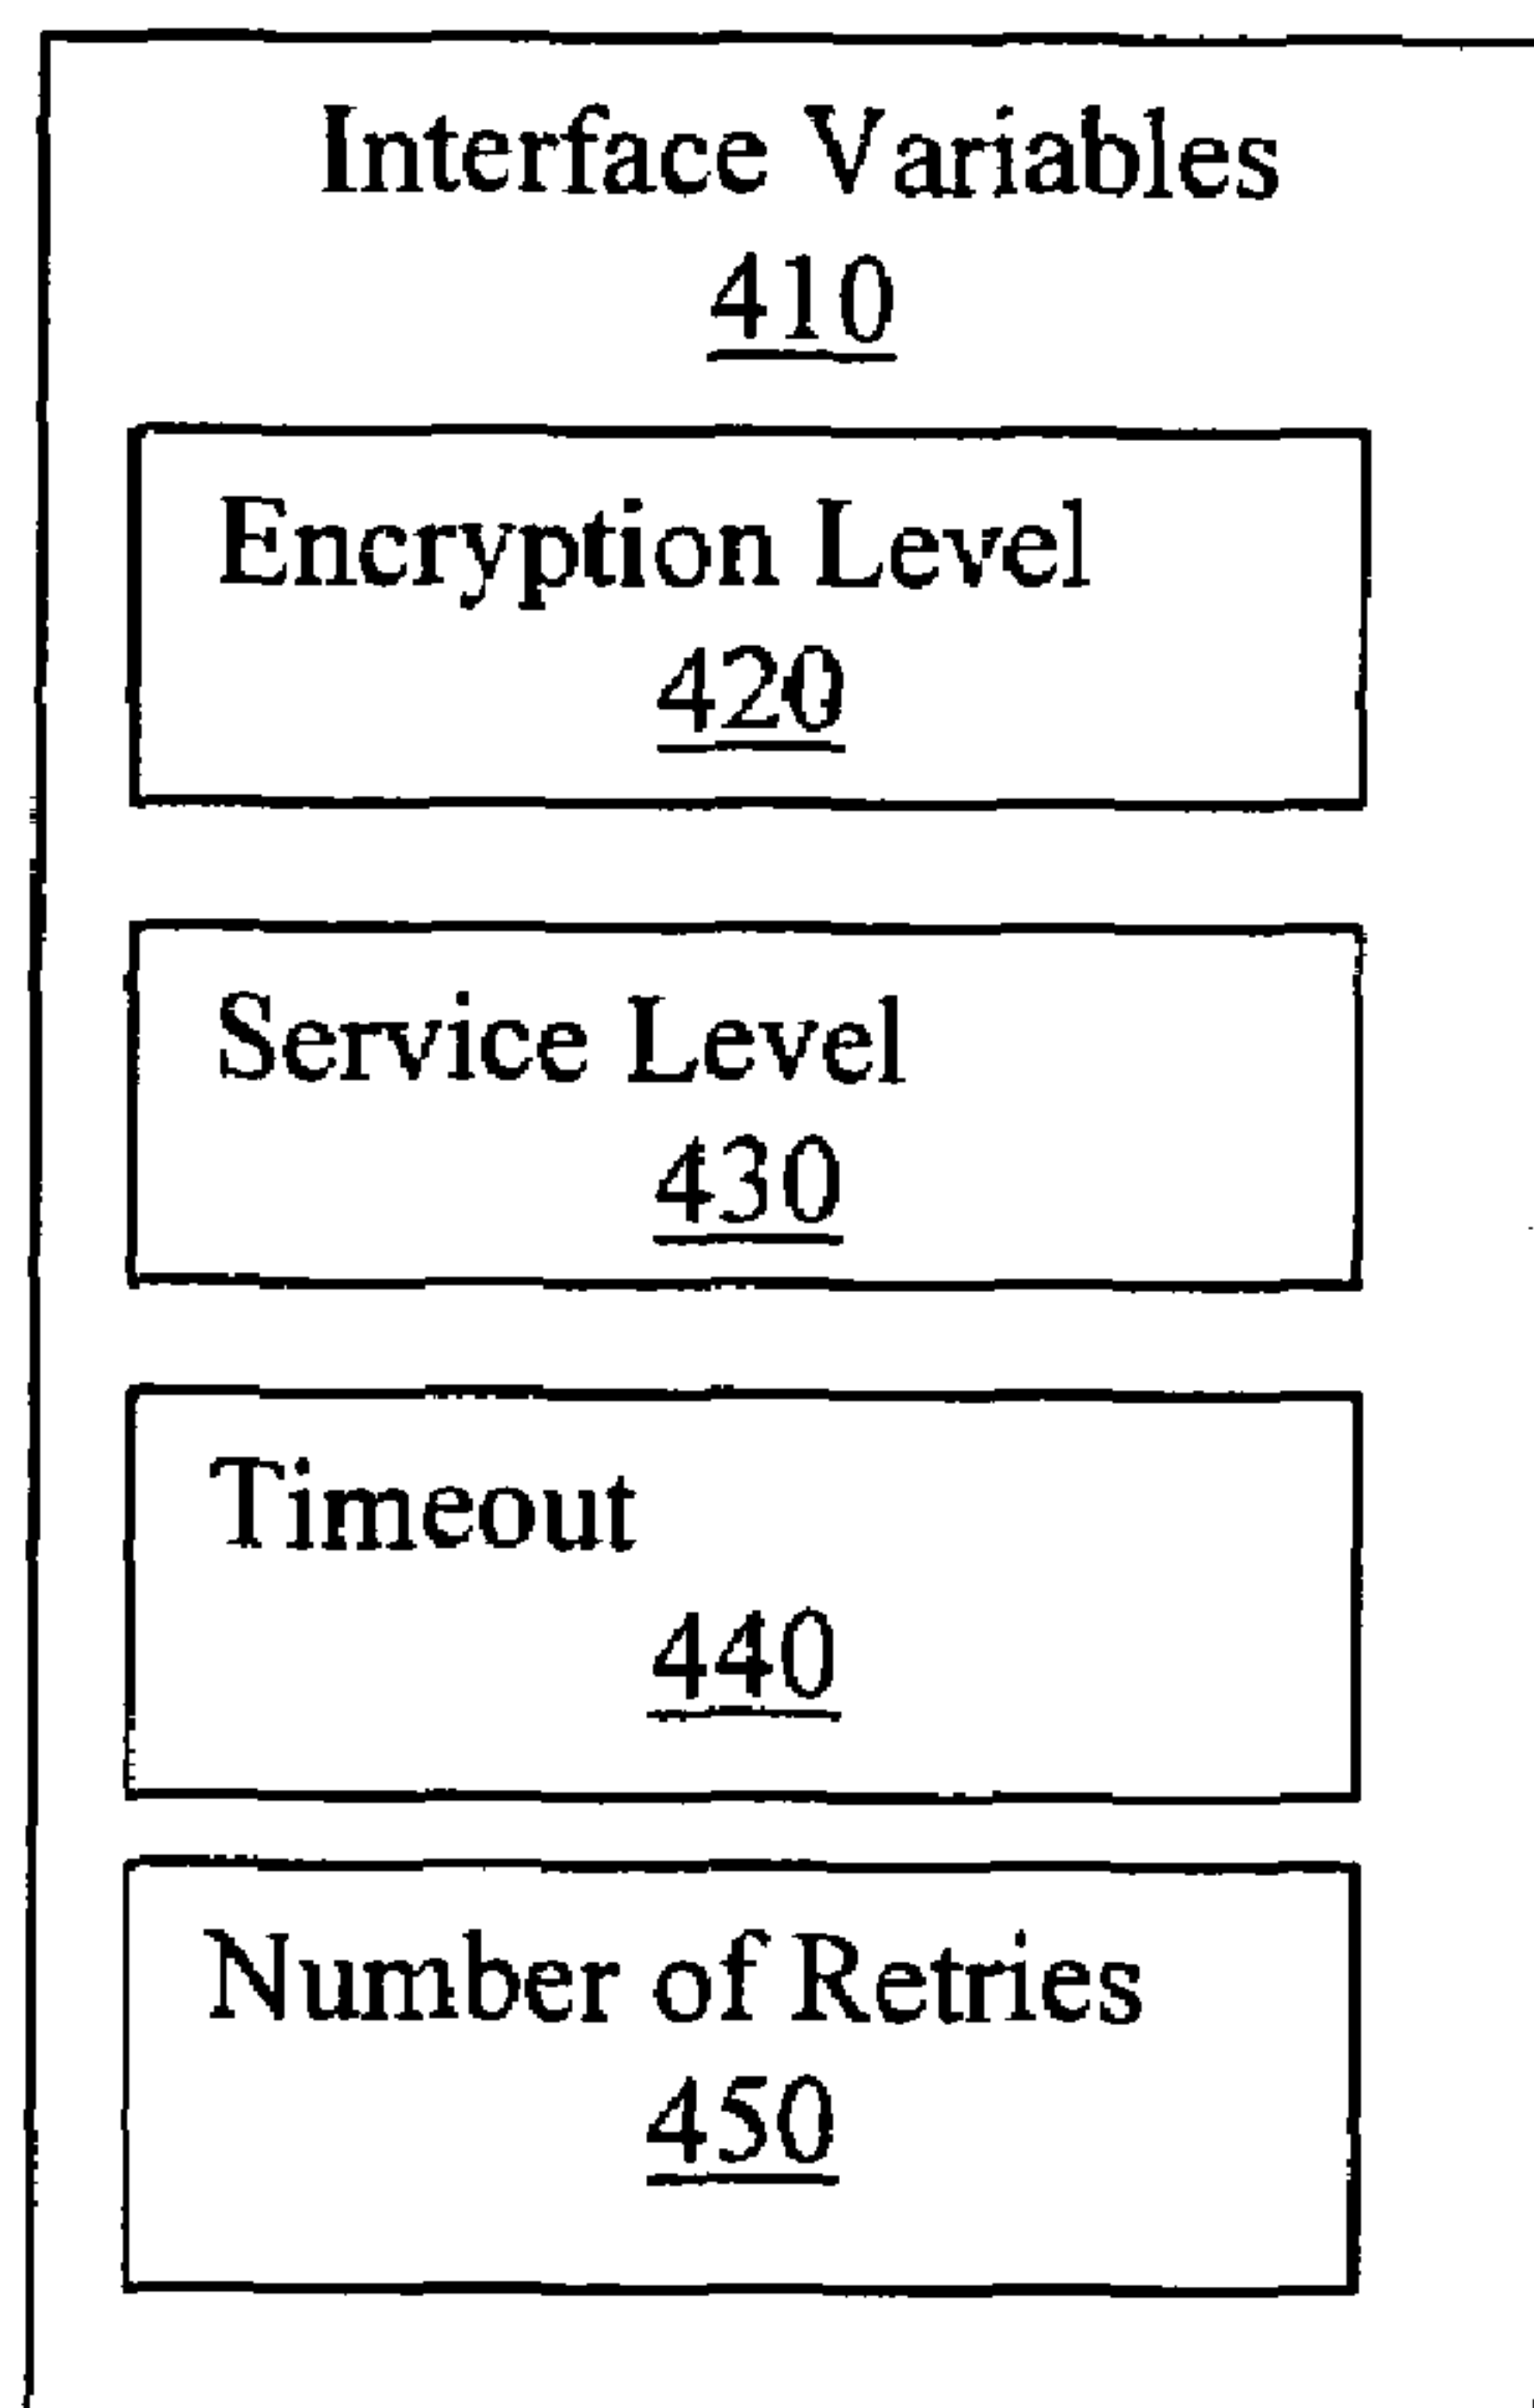 Interface Variables
410
Encryption Level
420
Service Level
430
Timeout
440
Number of Retries
450